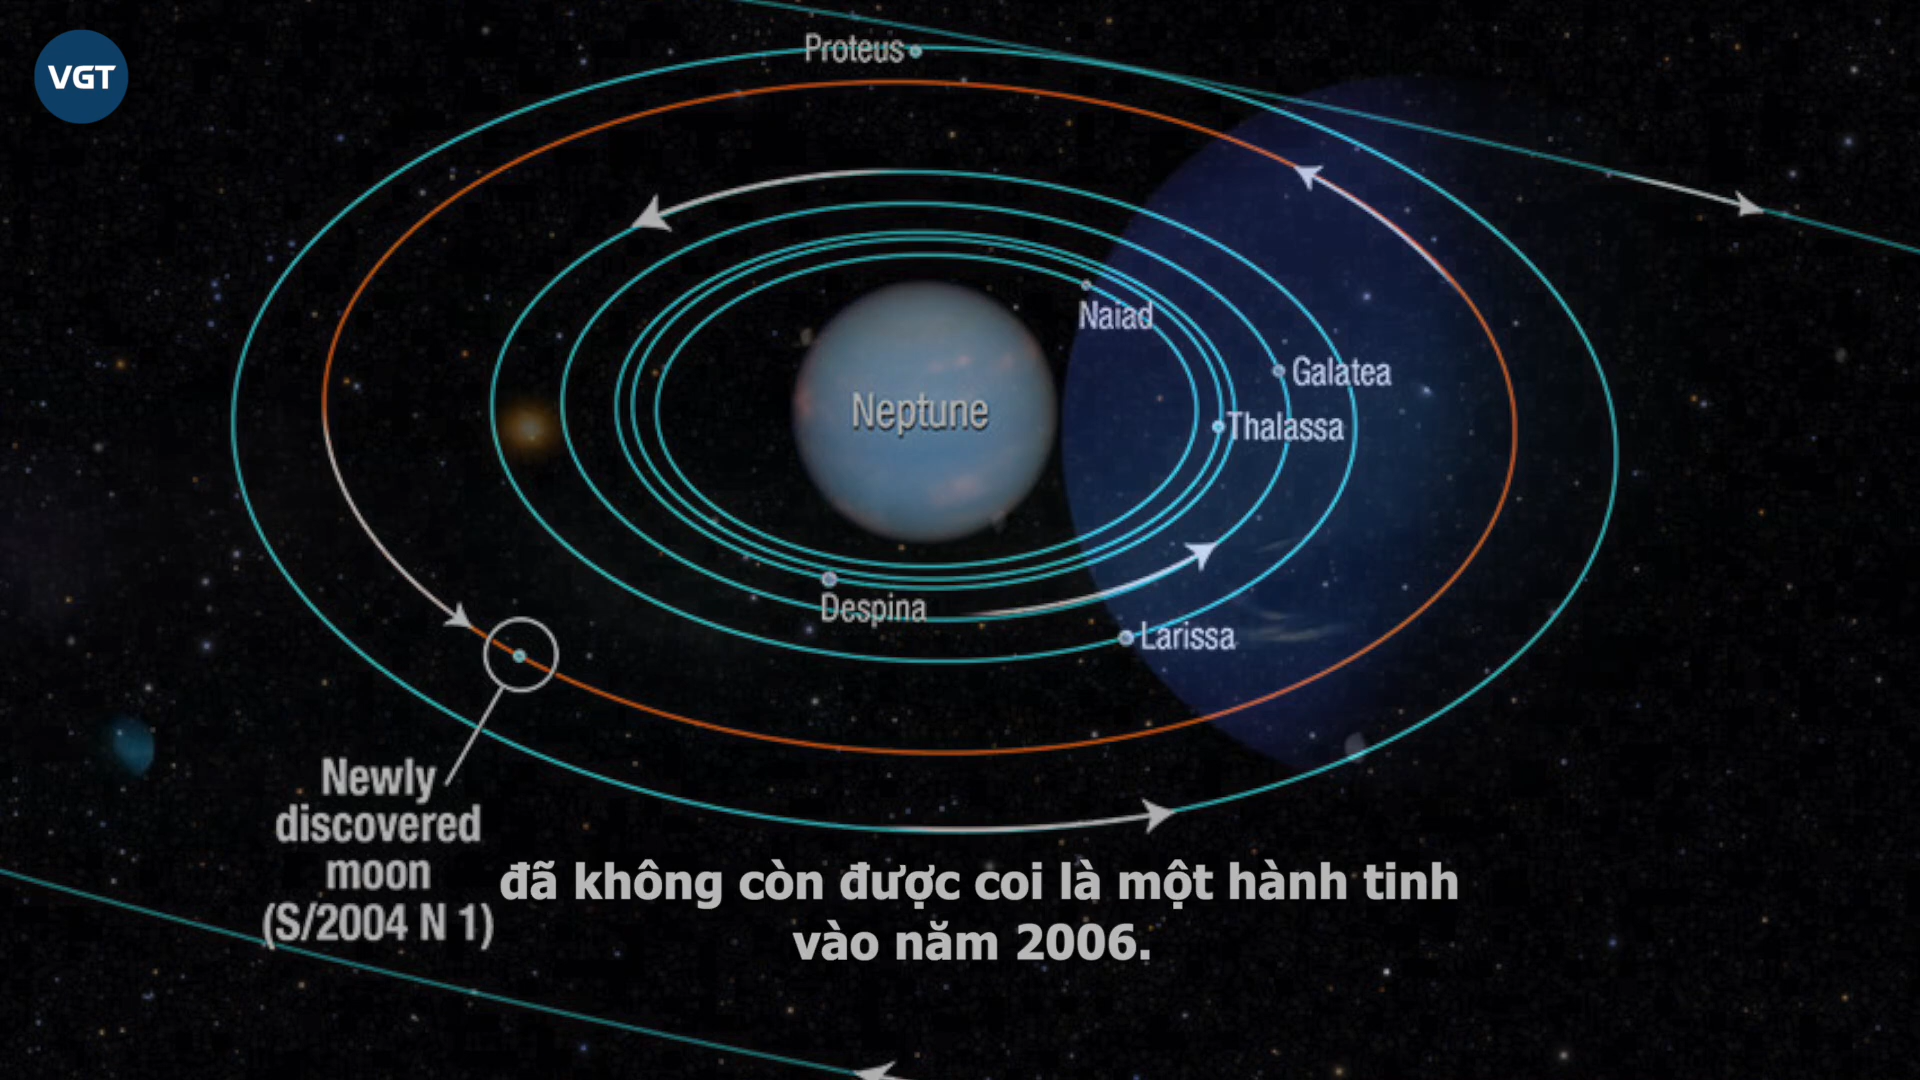 VGT
Proteus
Naiad
Galatea
Neptune
Thalassa
Despina
Larissa
Newly
discovered
moon
(S/2004 N 1)
đã không còn được coi là một hành tinh
vào năm 2006.